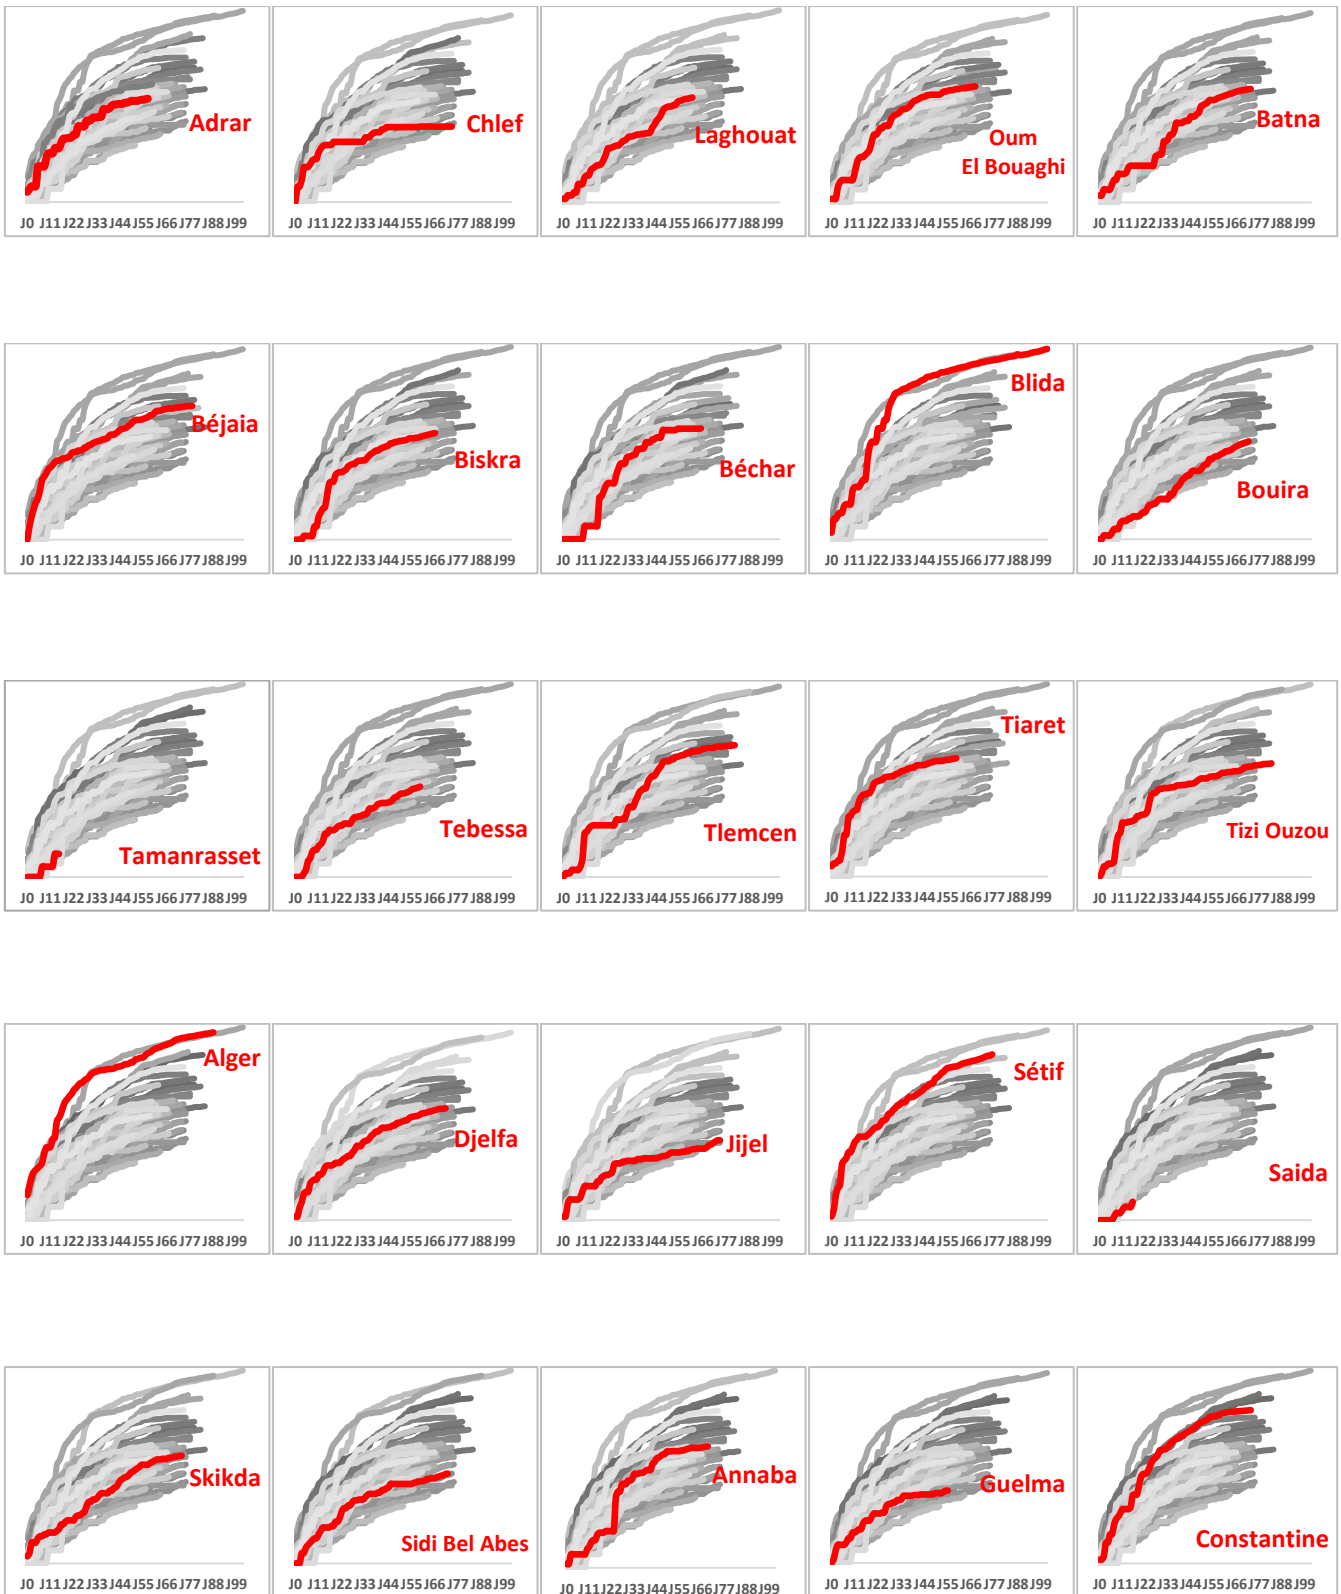 Adrar
J0 J11 J22 J33 J44 J55 J66 J77 J88 J99
Chlef
J0 J11 J22 J33 J44 J55 J66 J77 J88 J99
Laghouat
J0 J11 J22 J33 J44 J55 J66 J77 J88 J99
Oum
El Bouaghi
J0 J11 J22 J33 J44 J55 J66 J77 J88 J99
Batna
J0 J11 J22 J33 J44 J55 J66 J77 J88 J99
Béjaia
J0 J11 J22 J33 J44 J55 J66 J77 J88 J99
Biskra
J0 J11 J22 J33 J44 J55 J66 J77 J88 J99
Béchar
J0 J11 J22 J33 J44 J55 J66 J77 J88 J99
Blida
J0 J11 J22 J33 J44 J55 J66 J77 J88 J99
Bouira
J0 J11 J22 J33 J44 J55 J66 J77 J88 J99
Tamanrasset
J0 J11 J22 J33 J44 J55 J66 J77 J88 J99
Tebessa
J0 J11 J22 J33 J44 J55 J66 J77 J88 J99
Tlemcen
J0 J11 J22 J33 J44 J55 J66 J77 J88 J99
Tiaret
J0 J11 J22 J33 J44 J55 J66 J77 J88 J99
Tizi Ouzou
J0 J11 J22 J33 J44 J55 J66 J77 J88 J99
Alger
J0 J11 J22 J33 J44 J55 J66 J77 J88 J99
Djelfa
J0 J11 J22 J33 J44 J55 J66 J77 J88 J99
Jijel
J0 J11 J22 J33 J44 J55 J66 J77 J88 J99
Sétif
J0 J11 J22 J33 J44 J55 J66 J77 J88 J99
Saida
J0 J11 J22 J33 J44 J55 J66 J77 J88 J99
Skikda
J0 J11 J22 J33 J44 J55 J66 J77 J88 J99
Sidi Bel Abes
J0 J11 J22 J33 J44 J55 J66 J77 J88 J99
Annaba
J0 J11 J22 J33 J44 J55 J66 J77 J88 J99
Guelma
J0 J11 J22 J33 J44 J55 J66 J77 J88 J99
Constantine
J0 J11 J22 J33 J44 J55 J66 J77 J88 J99